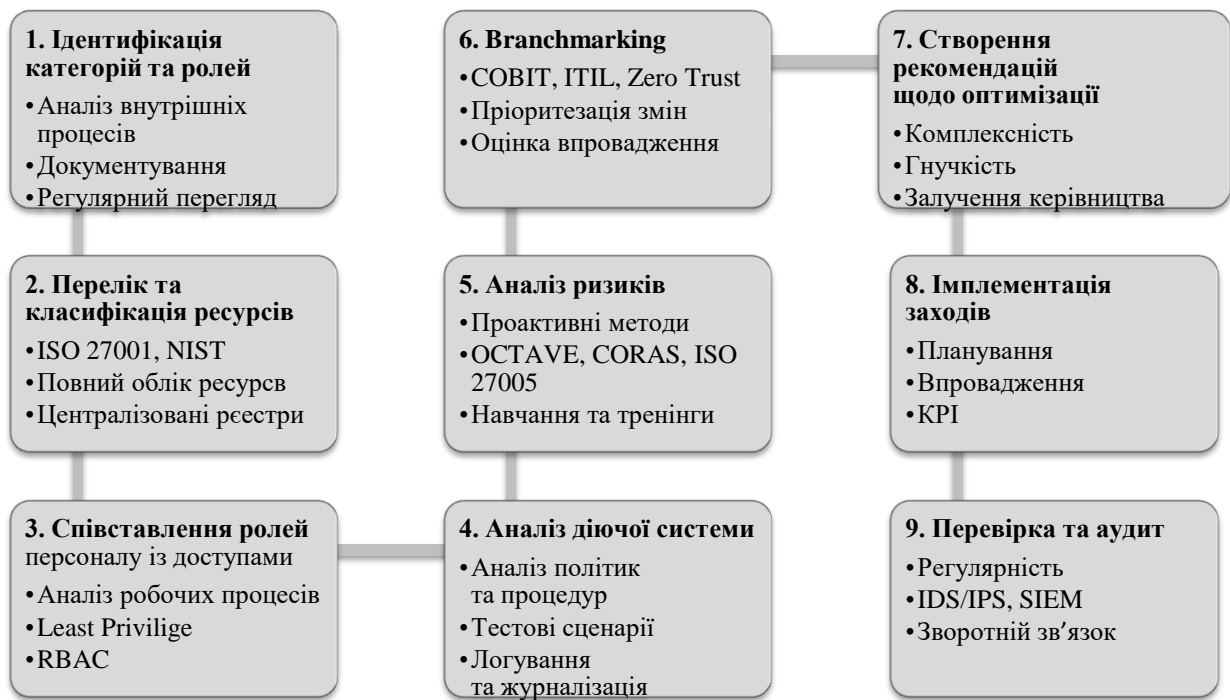 1. Ідентифікація
категорій та ролей
•Аналіз внутрішніх
процесів
•Документування
•Регулярний перегляд
2. Перелік та
класифікація ресурсів
•ISO 27001, NIST
•Повний облік ресурсв
•Централізовані рєестри
3. Співставлення ролей
персоналу із доступами
•Аналіз робочих процесів
•Least Privilige
•RBAC
4. Аналіз діючої системи
•Аналіз політик
та процедур
•Тестові сценарії
•Логування
та журналізація
5. Аналіз ризиків
•Проактивні методи
•OCTAVE, CORAS, ISO
27005
•Навчання та тренінги
6. Branchmarking
•COBIT, ITIL, Zero Trust
•Пріоритезація змін
•Оцінка впровадження
7. Створення
рекомендацій
щодо оптимізації
•Комплексність
•Гнучкість
•Залучення керівництва
8. Імплементація
заходів
•Планування
•Впровадження
•KPI
9. Перевірка та аудит
•Регулярність
•IDS/IPS, SIEM
•Зворотній зв’язок